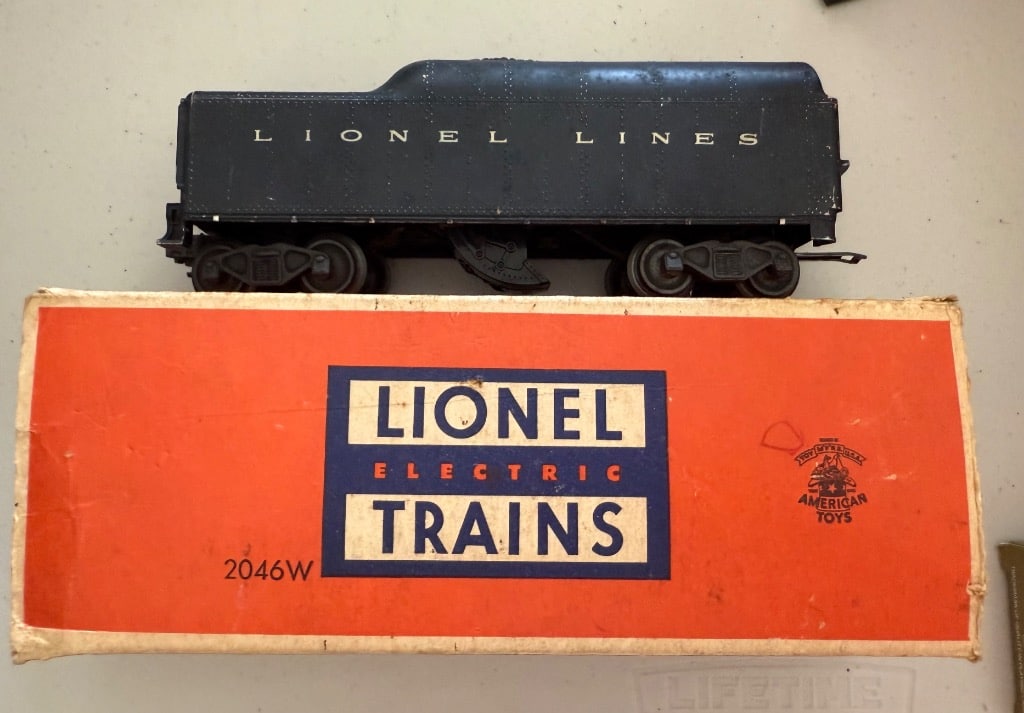 LIONEL LINES
LIONEL
ELECTRIC
TRAINS
2046W
AMERICAN
TOYS
LIFETIME